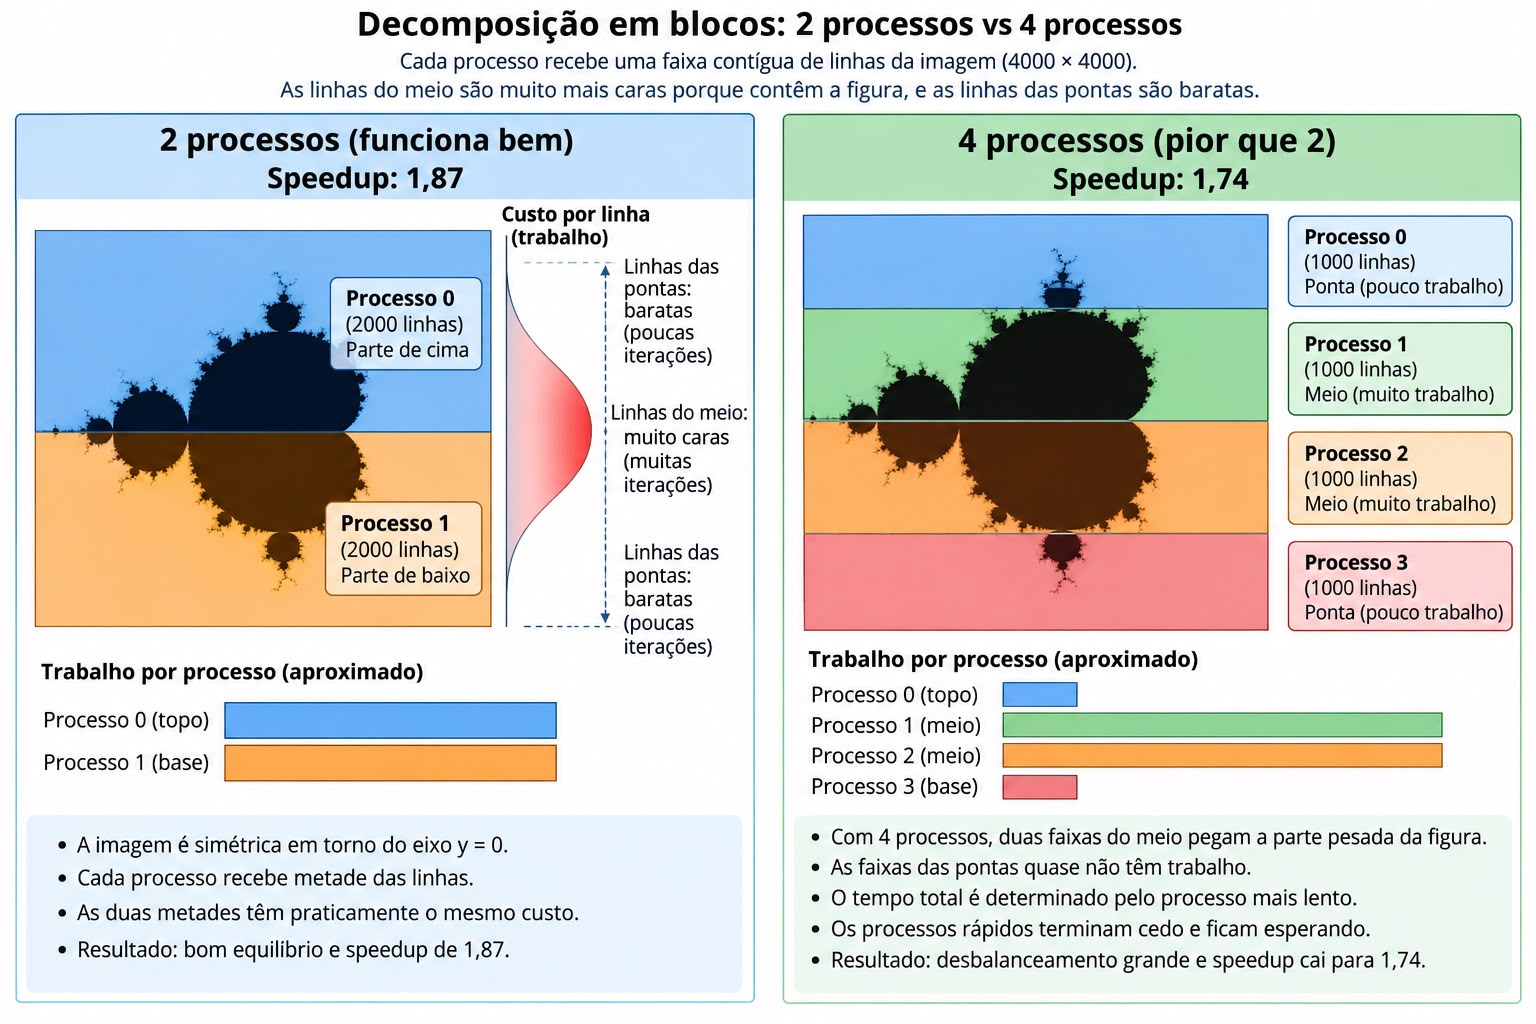 Decomposição em blocos: 2 processos vs 4 processos
Cada processo recebe uma faixa contígua de linhas da imagem (4000 × 4000).
As linhas do meio são muito mais caras porque contêm a figura, e as linhas das pontas são baratas.
2 processos (funciona bem)
Speedup: 1,87
Custo por linha
(trabalho)
Processo 0
(2000 linhas)
Parte de cima
Processo 1
(2000 linhas)
Parte de baixo
Linhas das
pontas:
baratas
(poucas
iterações)
Linhas do meio:
muito caras
(muitas
iterações)
Linhas das
pontas:
baratas
(poucas
iterações)
Trabalho por processo (aproximado)
Processo 0 (topo)
Processo 1 (base)
• A imagem é simétrica em torno do eixo y = 0.
• Cada processo recebe metade das linhas.
• As duas metades têm praticamente o mesmo custo.
• Resultado: bom equilíbrio e speedup de 1,87.
4 processos (pior que 2)
Speedup: 1,74
Processo 0
(1000 linhas)
Ponta (pouco trabalho)
Processo 1
(1000 linhas)
Meio (muito trabalho)
Processo 2
(1000 linhas)
Meio (muito trabalho)
Processo 3
(1000 linhas)
Ponta (pouco trabalho)
Trabalho por processo (aproximado)
Processo 0 (topo)
Processo 1 (meio)
Processo 2 (meio)
Processo 3 (base)
• Com 4 processos, duas faixas do meio pegam a parte pesada da figura.
• As faixas das pontas quase não têm trabalho.
• O tempo total é determinado pelo processo mais lento.
• Os processos rápidos terminam cedo e ficam esperando.
• Resultado: desbalanceamento grande e speedup cai para 1,74.